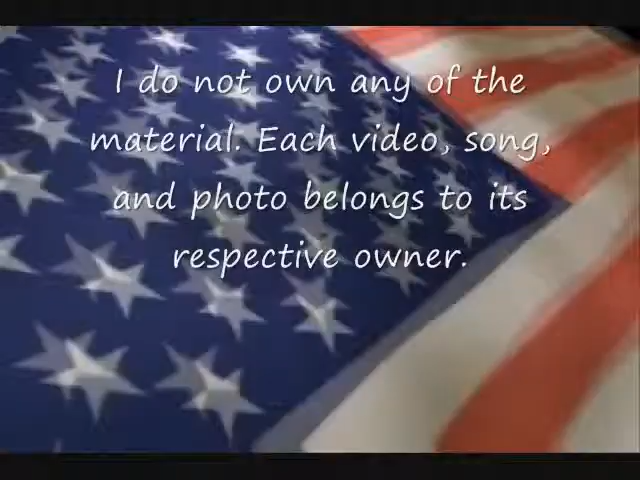 I do not own any of the
material. Each video, song,
and photo belongs to its
respective owner.